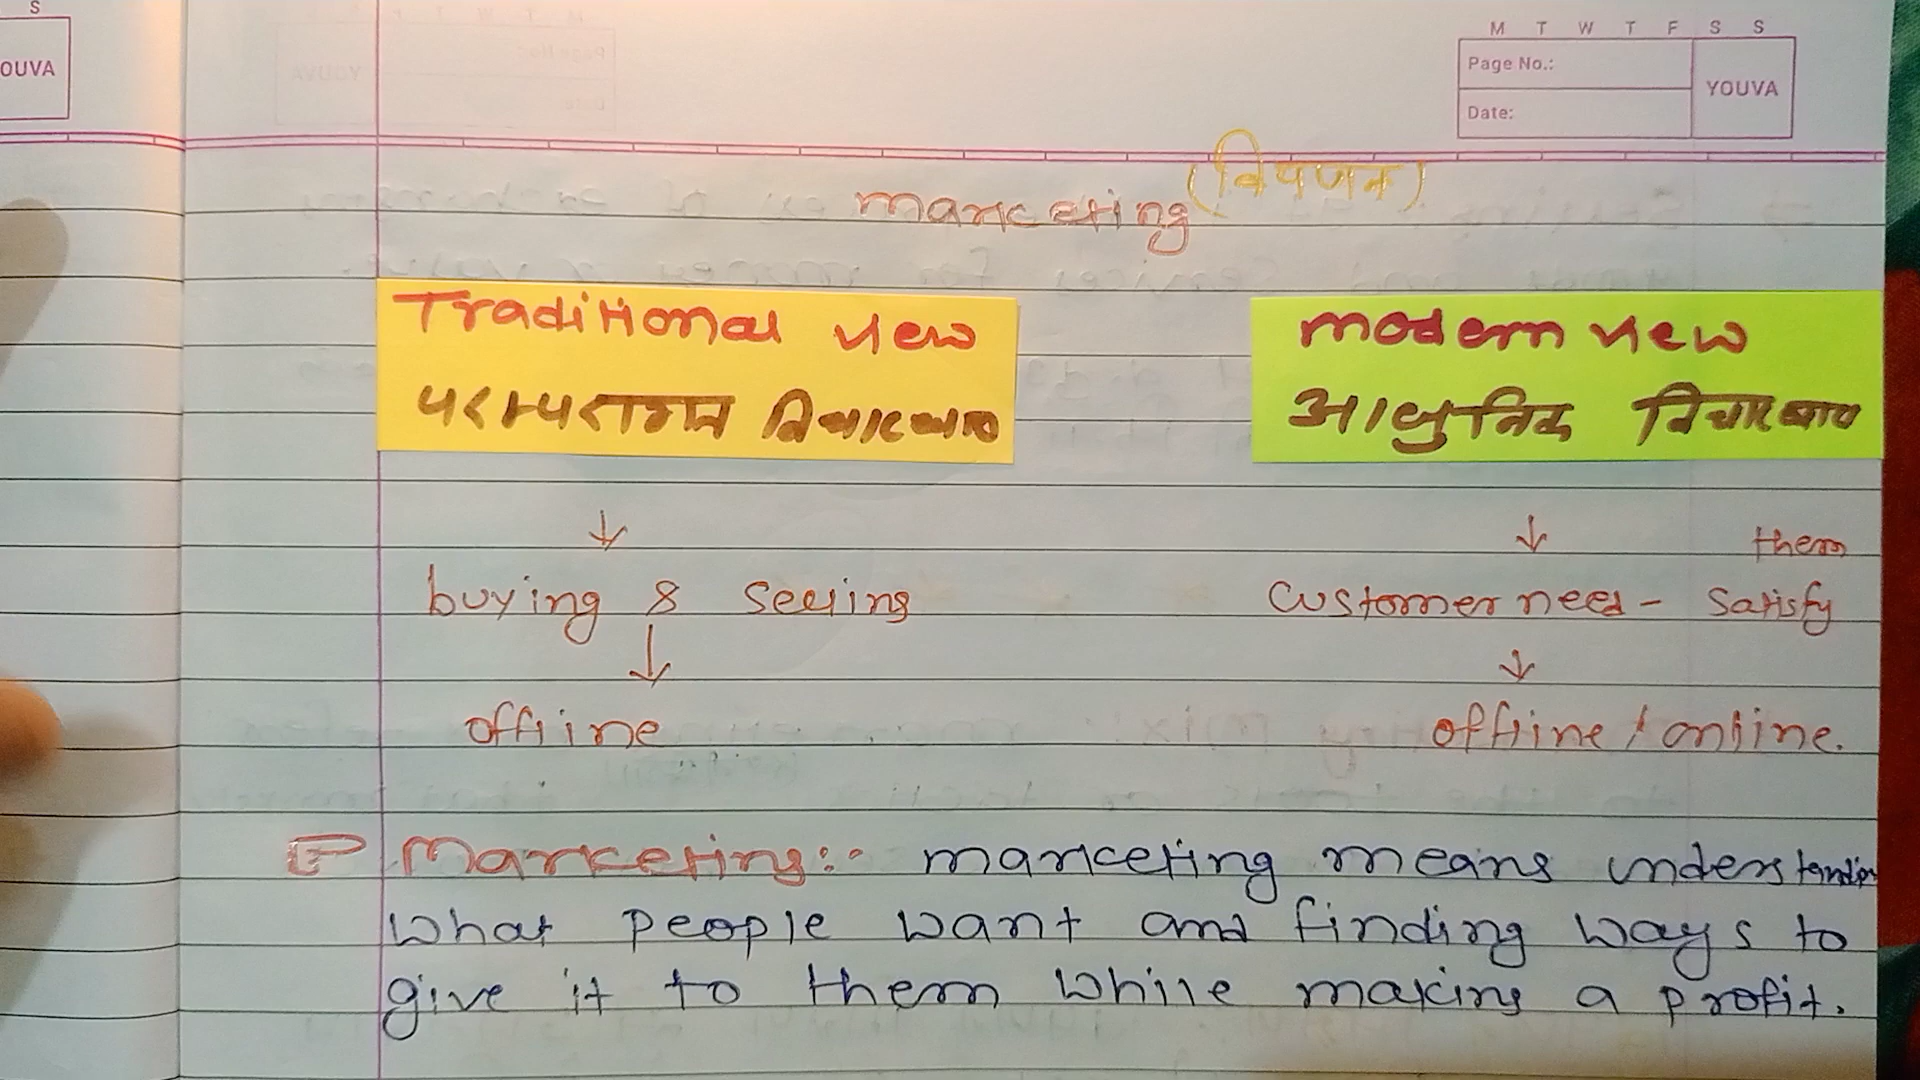 S
OUVA
M T W T F S S
Page No.:
YOUVA
Date:
marketing (विपणन)
Traditional view
परम्परागत विचारधारा
modern view
आधुनिक विचारधारा
↓
buying & selling
↓
offline
↓
them
Customer need - satisfy
↓
offline / online.
Marketing:- marketing means understanding
what people want and finding ways to
give it to them while making a profit.